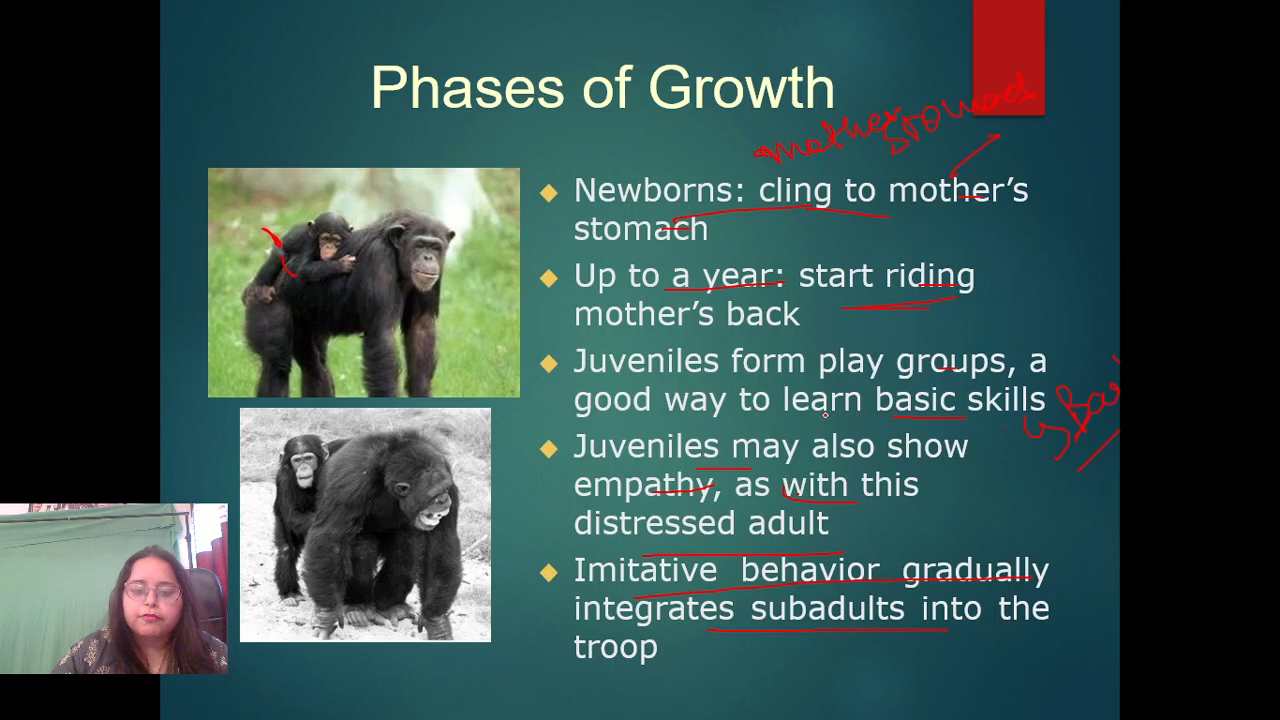 Phases of Growth
Newborns: cling to mother's
stomach
Up to a year: start riding
mother's back
Juveniles form play groups, a
good way to learn basic skills
Juveniles may also show
empathy, as with this
distressed adult
Imitative behavior gradually
integrates subadults into the
troop